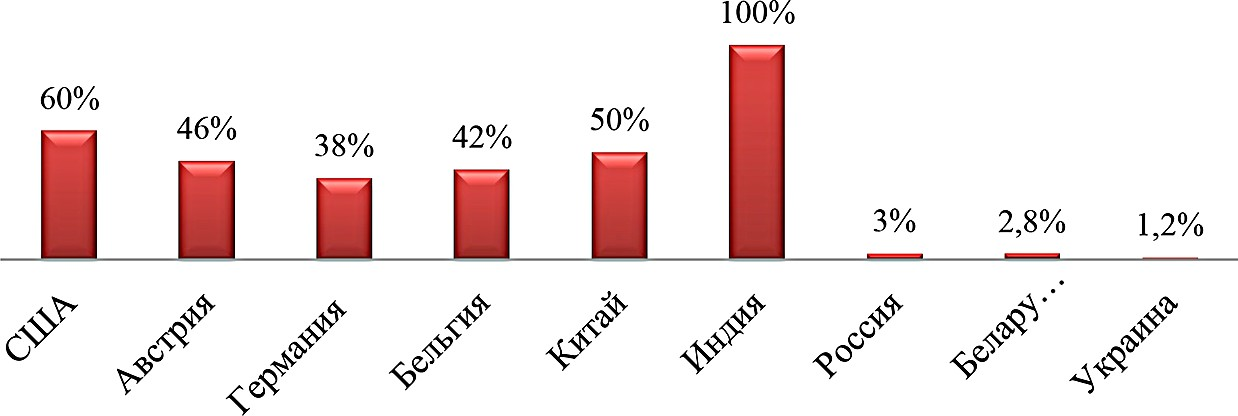 100%
60%
46%
38%
42%
50%
3%
2,8%
1,2%
США
Австрия
Германия
Бельгия
Китай
Индия
Россия
Белару…
Украина